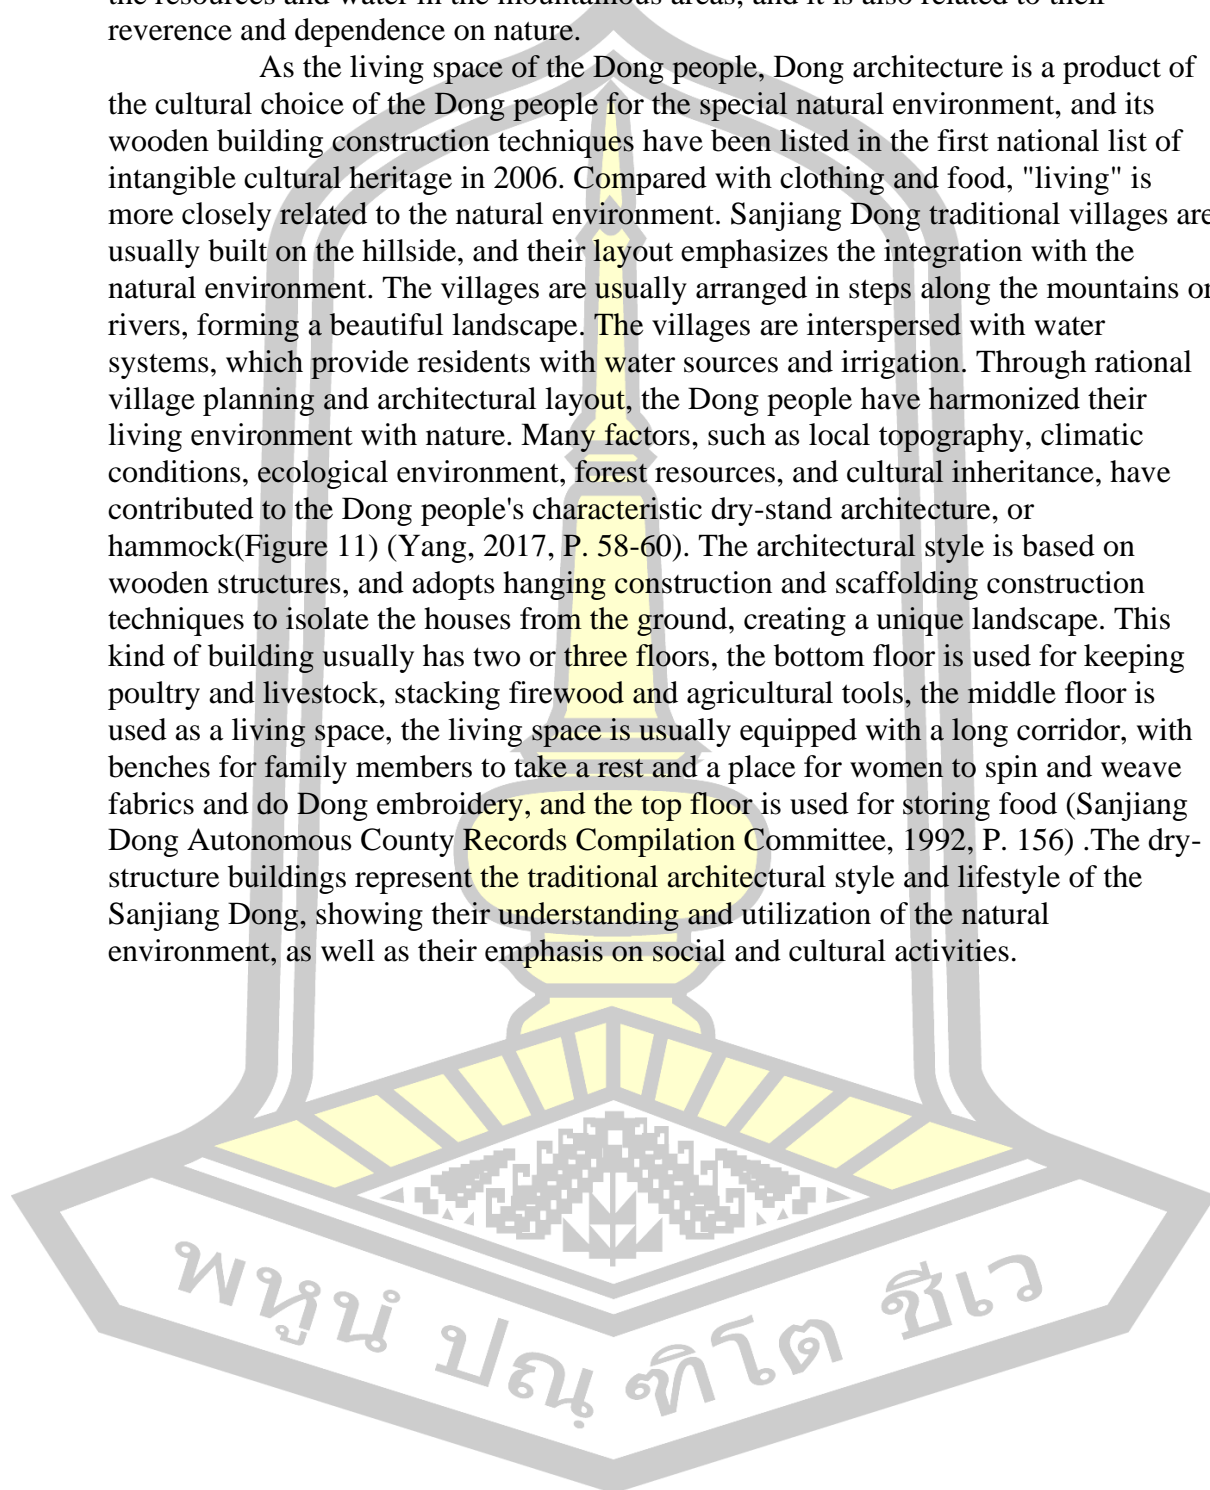 the resources and water in the mountainous areas, and it is also related to their
reverence and dependence on nature.
As the living space of the Dong people, Dong architecture is a product of
the cultural choice of the Dong people for the special natural environment, and its
wooden building construction techniques have been listed in the first national list of
intangible cultural heritage in 2006. Compared with clothing and food, "living" is
more closely related to the natural environment. Sanjiang Dong traditional villages are
usually built on the hillside, and their layout emphasizes the integration with the
natural environment. The villages are usually arranged in steps along the mountains or
rivers, forming a beautiful landscape. The villages are interspersed with water
systems, which provide residents with water sources and irrigation. Through rational
village planning and architectural layout, the Dong people have harmonized their
living environment with nature. Many factors, such as local topography, climatic
conditions, ecological environment, forest resources, and cultural inheritance, have
contributed to the Dong people's characteristic dry-stand architecture, or
hammock(Figure 11) (Yang, 2017, P. 58-60). The architectural style is based on
wooden structures, and adopts hanging construction and scaffolding construction
techniques to isolate the houses from the ground, creating a unique landscape. This
kind of building usually has two or three floors, the bottom floor is used for keeping
poultry and livestock, stacking firewood and agricultural tools, the middle floor is
used as a living space, the living space is usually equipped with a long corridor, with
benches for family members to take a rest and a place for women to spin and weave
fabrics and do Dong embroidery, and the top floor is used for storing food (Sanjiang
Dong Autonomous County Records Compilation Committee, 1992, P. 156) .The dry-
structure buildings represent the traditional architectural style and lifestyle of the
Sanjiang Dong, showing their understanding and utilization of the natural
environment, as well as their emphasis on social and cultural activities.
พหูนํ ปณฺฑิโต ชีเว